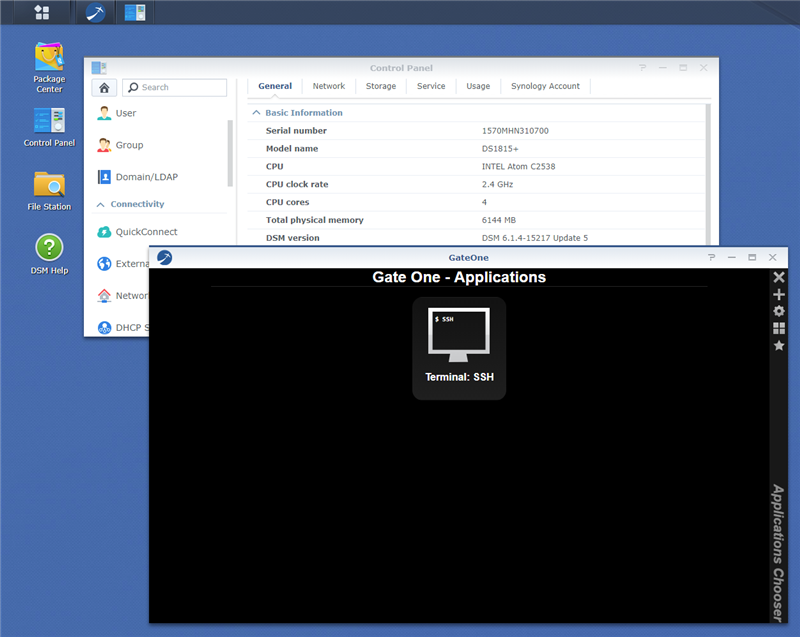 Package
Center
Control Panel
File Station
?
DSM Help
Control Panel
?
Search
General
Network
Storage
Service
Usage
Synology Account
User
Group
Domain/LDAP
Connectivity
QuickConnect
Externa
Networ
DHCP S
Basic Information
Serial number 1570MHN310700
Model name DS1815+
CPU INTEL Atom C2538
CPU clock rate 2.4 GHz
CPU cores 4
Total physical memory 6144 MB
DSM version DSM 6.1.4-15217 Update 5
GateOne
?
Gate One - Applications
$ SSH
Terminal: SSH
Applications Chooser